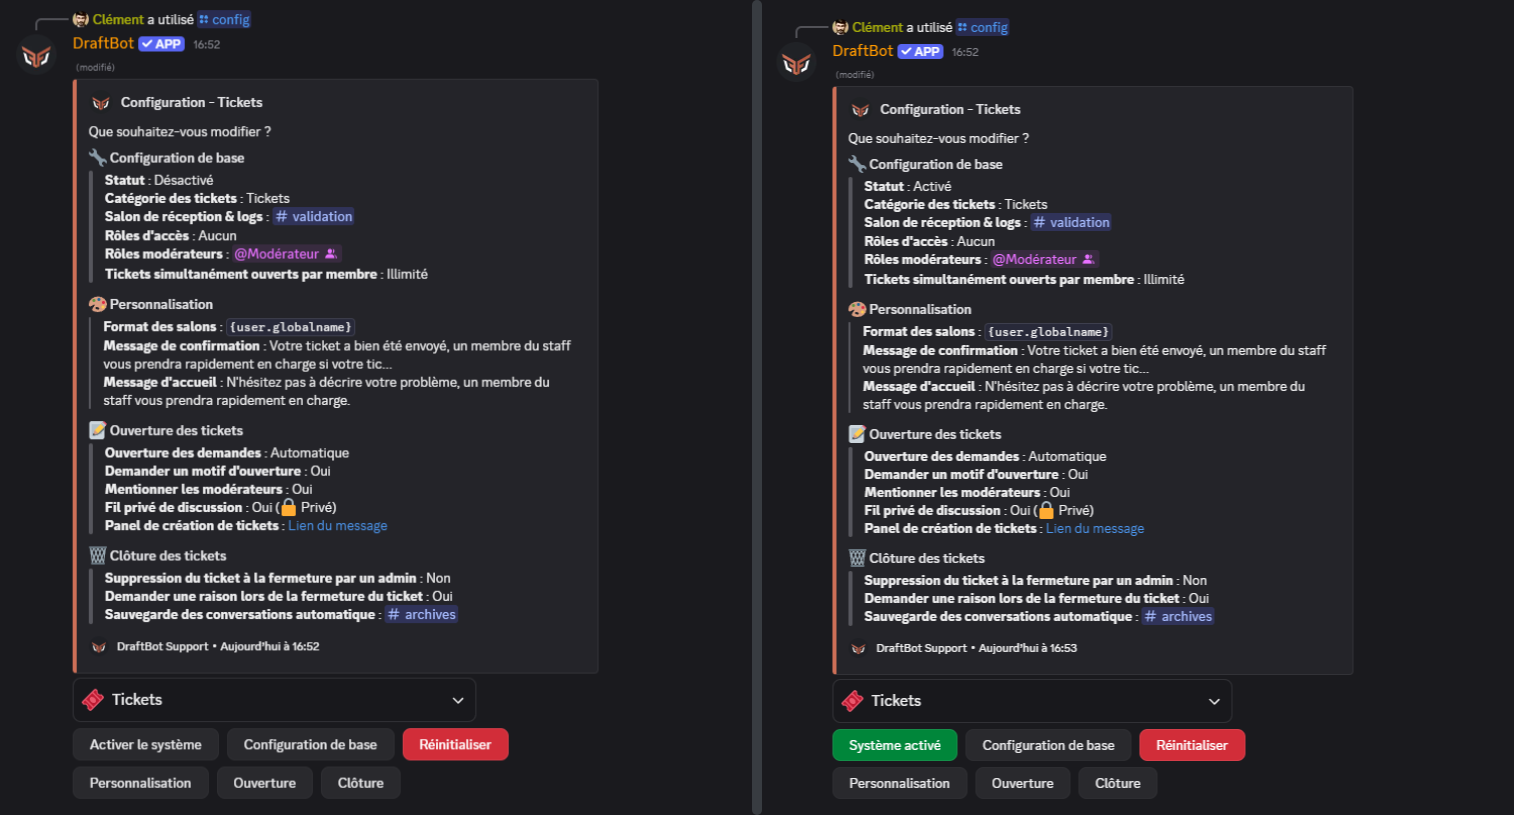 Clément a utilisé config
DraftBot APP 16:52
(modifié)
Configuration - Tickets
Que souhaitez-vous modifier ?
Configuration de base
Statut : Désactivé
Catégorie des tickets : Tickets
Salon de réception & logs : # validation
Rôles d'accès : Aucun
Rôles modérateurs : @Modérateur
Tickets simultanément ouverts par membre : Illimité
Personnalisation
Format des salons : {user.globalname}
Message de confirmation : Votre ticket a bien été envoyé, un membre du staff
vous prendra rapidement en charge si votre tic...
Message d'accueil : N'hésitez pas à décrire votre problème, un membre du
staff vous prendra rapidement en charge.
Ouverture des tickets
Ouverture des demandes : Automatique
Demander un motif d'ouverture : Oui
Mentionner les modérateurs : Oui
Fil privé de discussion : Oui (🔒 Privé)
Panel de création de tickets : Lien du message
Clôture des tickets
Suppression du ticket à la fermeture par un admin : Non
Demander une raison lors de la fermeture du ticket : Oui
Sauvegarde des conversations automatique : # archives
DraftBot Support • Aujourd'hui à 16:52
Tickets
Activer le système Configuration de base Réinitialiser
Personnalisation Ouverture Clôture
Clément a utilisé config
DraftBot APP 16:52
(modifié)
Configuration - Tickets
Que souhaitez-vous modifier ?
Configuration de base
Statut : Activé
Catégorie des tickets : Tickets
Salon de réception & logs : # validation
Rôles d'accès : Aucun
Rôles modérateurs : @Modérateur
Tickets simultanément ouverts par membre : Illimité
Personnalisation
Format des salons : {user.globalname}
Message de confirmation : Votre ticket a bien été envoyé, un membre du staff
vous prendra rapidement en charge si votre tic...
Message d'accueil : N'hésitez pas à décrire votre problème, un membre du
staff vous prendra rapidement en charge.
Ouverture des tickets
Ouverture des demandes : Automatique
Demander un motif d'ouverture : Oui
Mentionner les modérateurs : Oui
Fil privé de discussion : Oui (🔒 Privé)
Panel de création de tickets : Lien du message
Clôture des tickets
Suppression du ticket à la fermeture par un admin : Non
Demander une raison lors de la fermeture du ticket : Oui
Sauvegarde des conversations automatique : # archives
DraftBot Support • Aujourd'hui à 16:53
Tickets
Système activé Configuration de base Réinitialiser
Personnalisation Ouverture Clôture